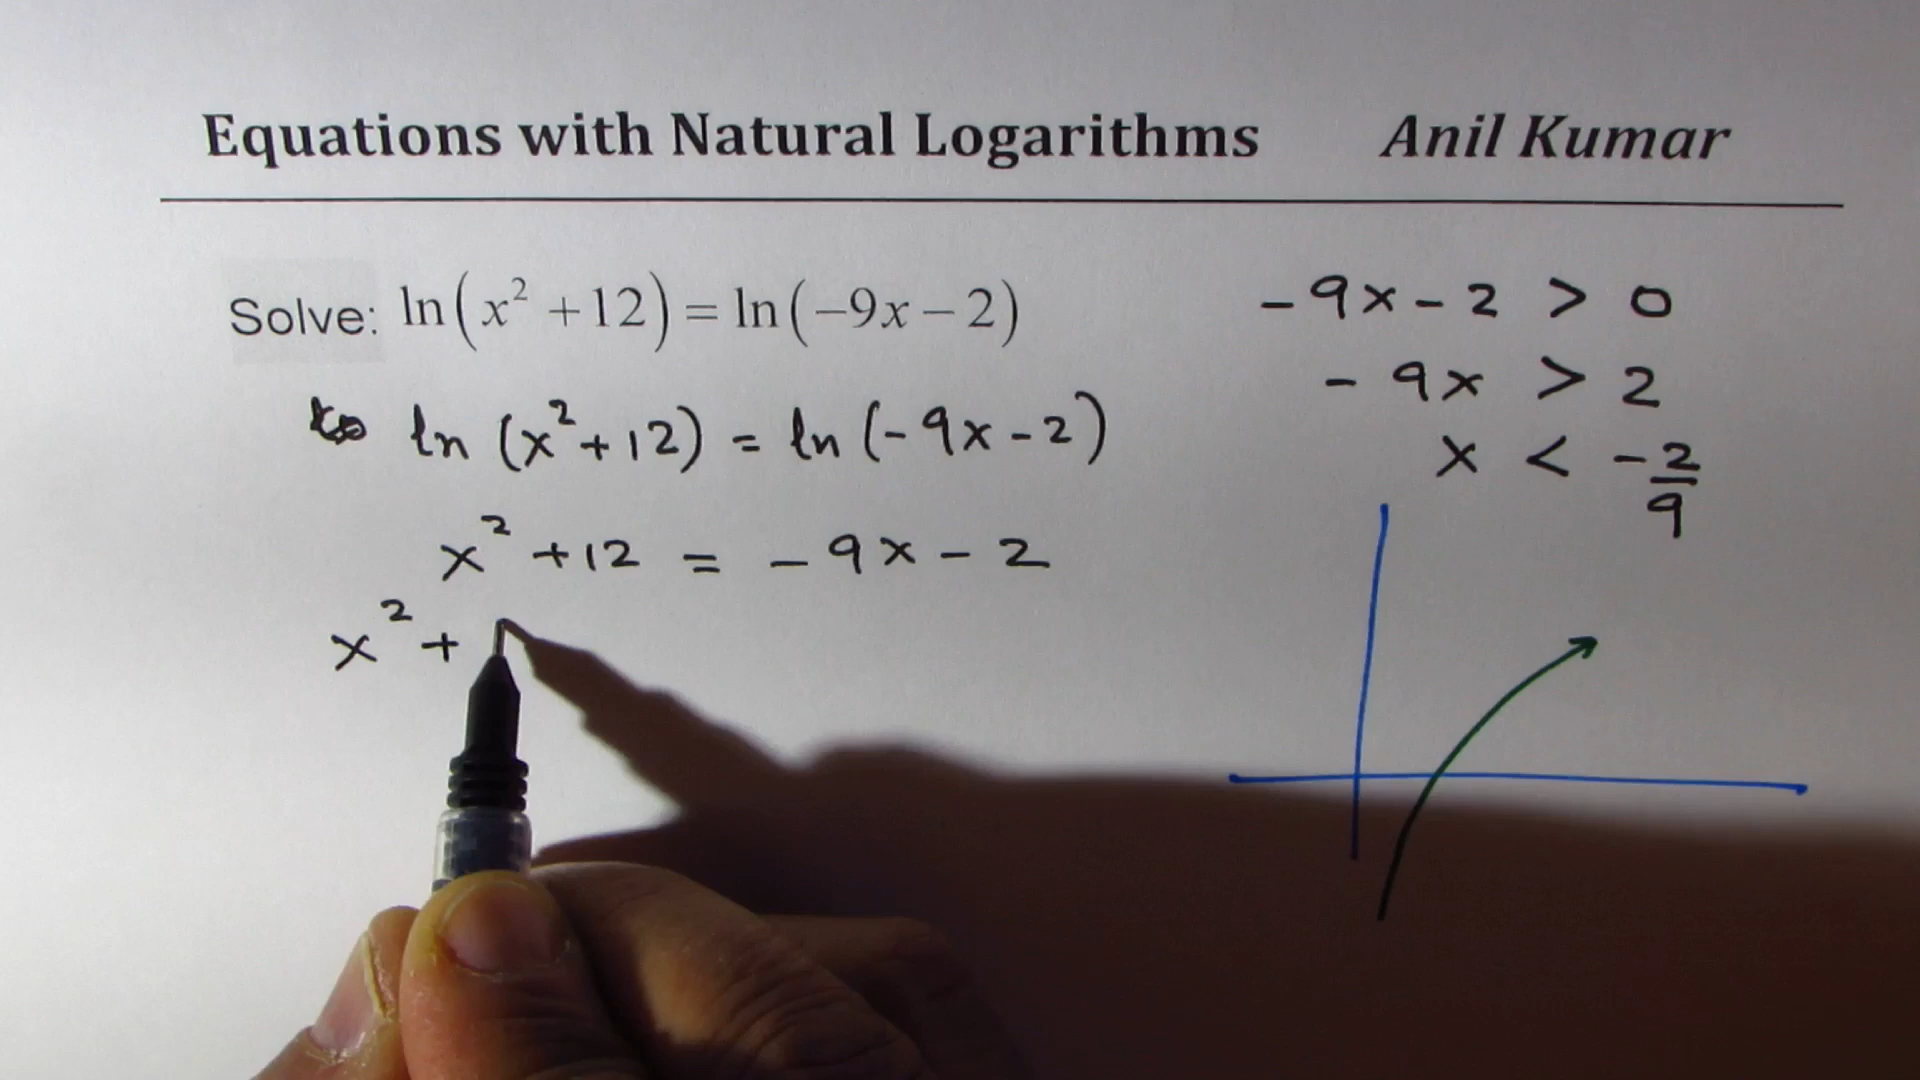 Equations with Natural Logarithms Anil Kumar
Solve: ln(x² + 12) = ln(−9x − 2)
ln (x² + 12) = ln (− 9x − 2)
x² + 12 = − 9x − 2
x² +
− 9x − 2 > 0
− 9x > 2
x < − 2/9